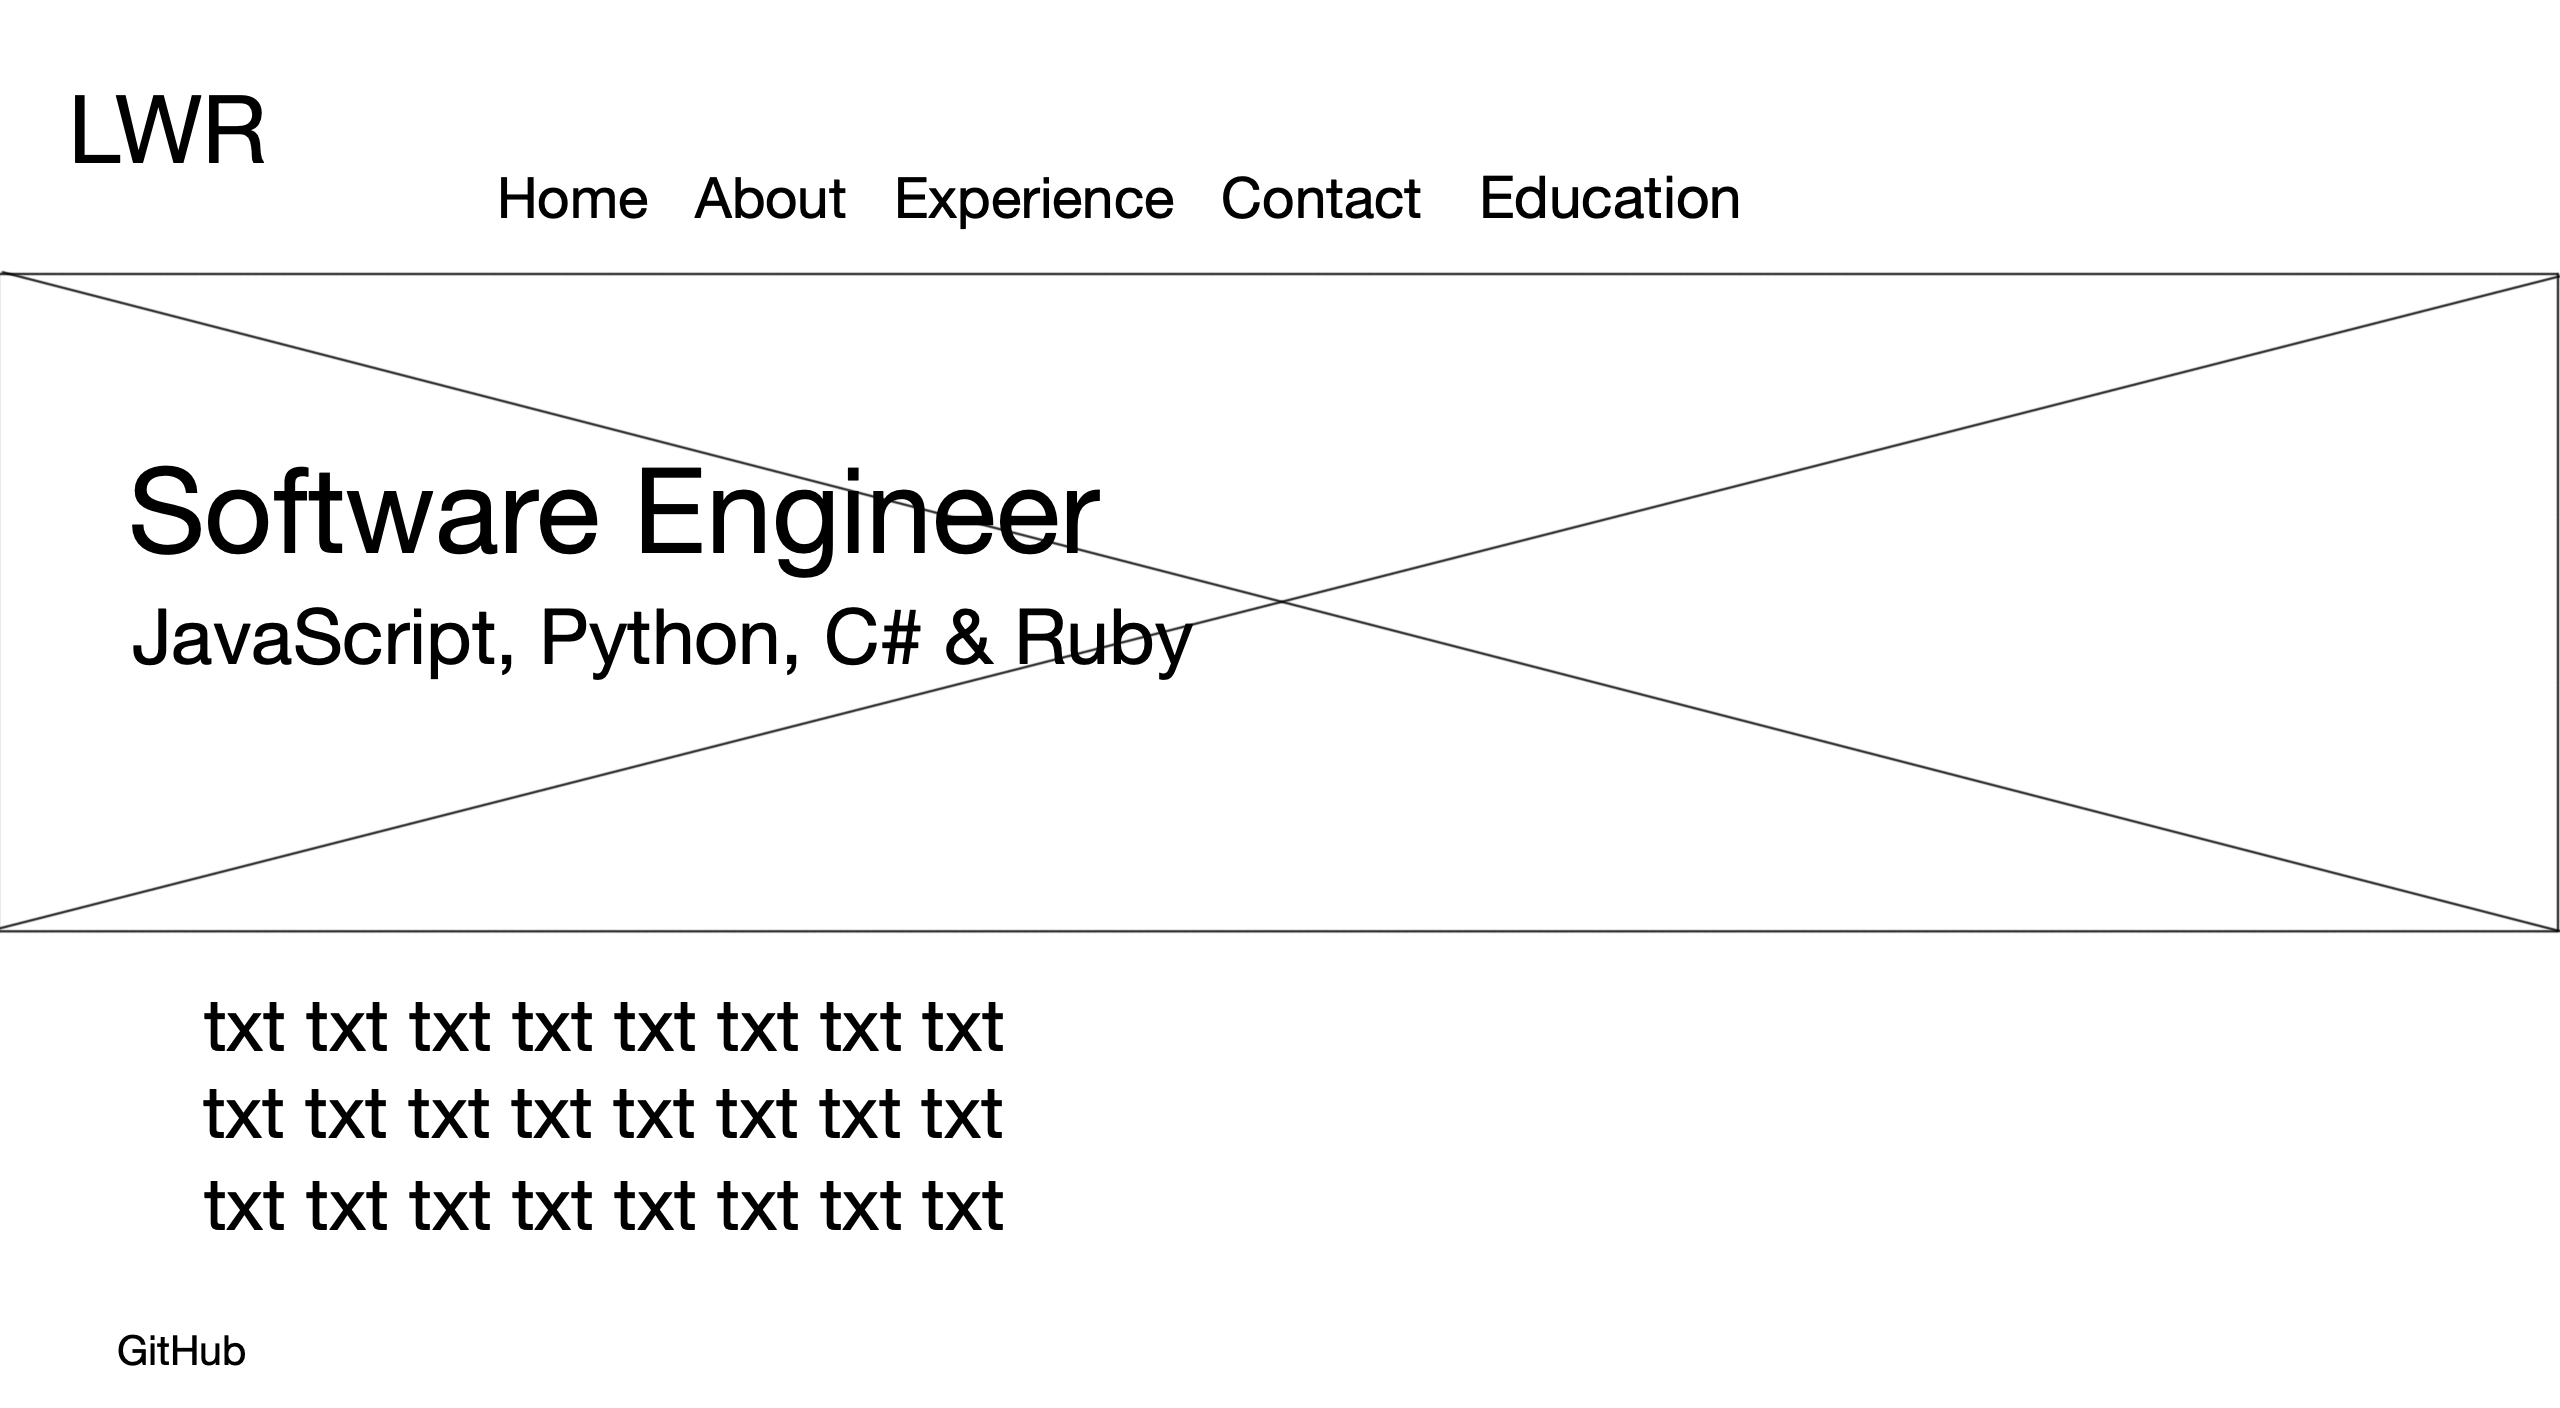 LWR
Home About Experience Contact Education
Software Engineer
JavaScript, Python, C# & Ruby
txt txt txt txt txt txt txt txt
txt txt txt txt txt txt txt txt
txt txt txt txt txt txt txt txt
GitHub